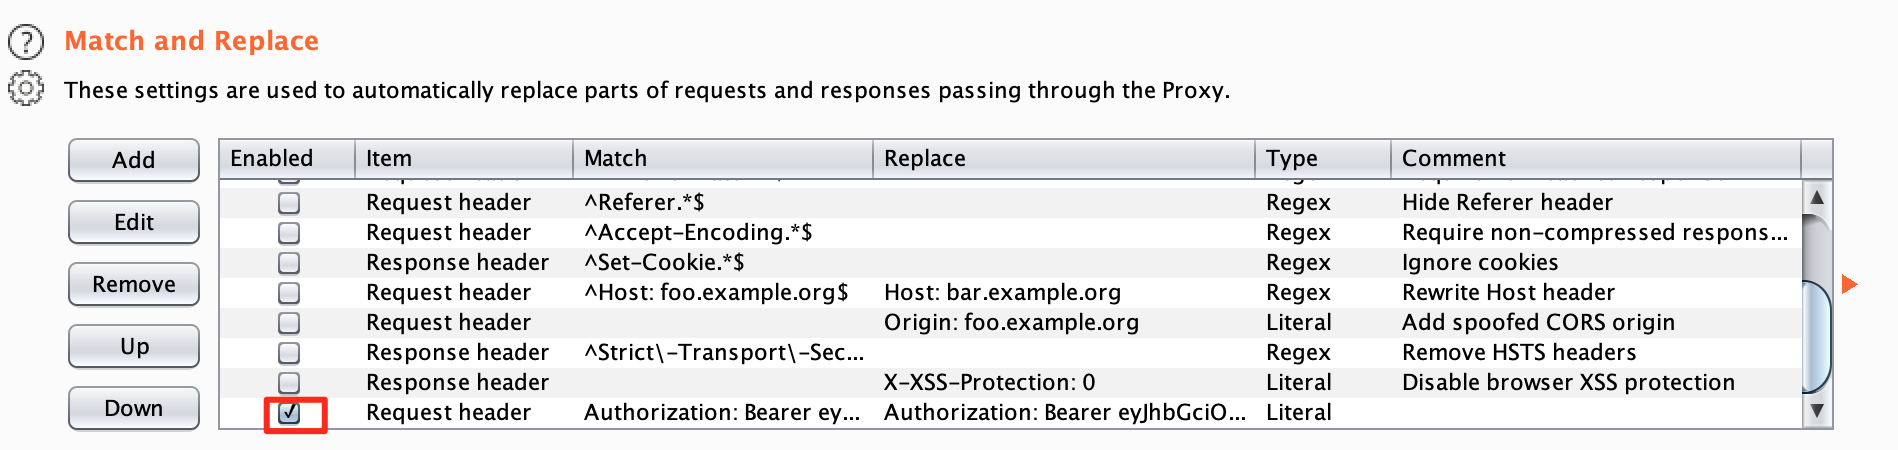 ?
Match and Replace
These settings are used to automatically replace parts of requests and responses passing through the Proxy.
Add
Edit
Remove
Up
Down
Enabled Item Match Replace Type Comment
Request header ^Referer.*$ Regex Hide Referer header
Request header ^Accept-Encoding.*$ Regex Require non-compressed respons...
Response header ^Set-Cookie.*$ Regex Ignore cookies
Request header ^Host: foo.example.org$ Host: bar.example.org Regex Rewrite Host header
Request header Origin: foo.example.org Literal Add spoofed CORS origin
Response header ^Strict\-Transport\-Sec... Regex Remove HSTS headers
Response header X-XSS-Protection: 0 Literal Disable browser XSS protection
Request header Authorization: Bearer ey... Authorization: Bearer eyJhbGciO... Literal